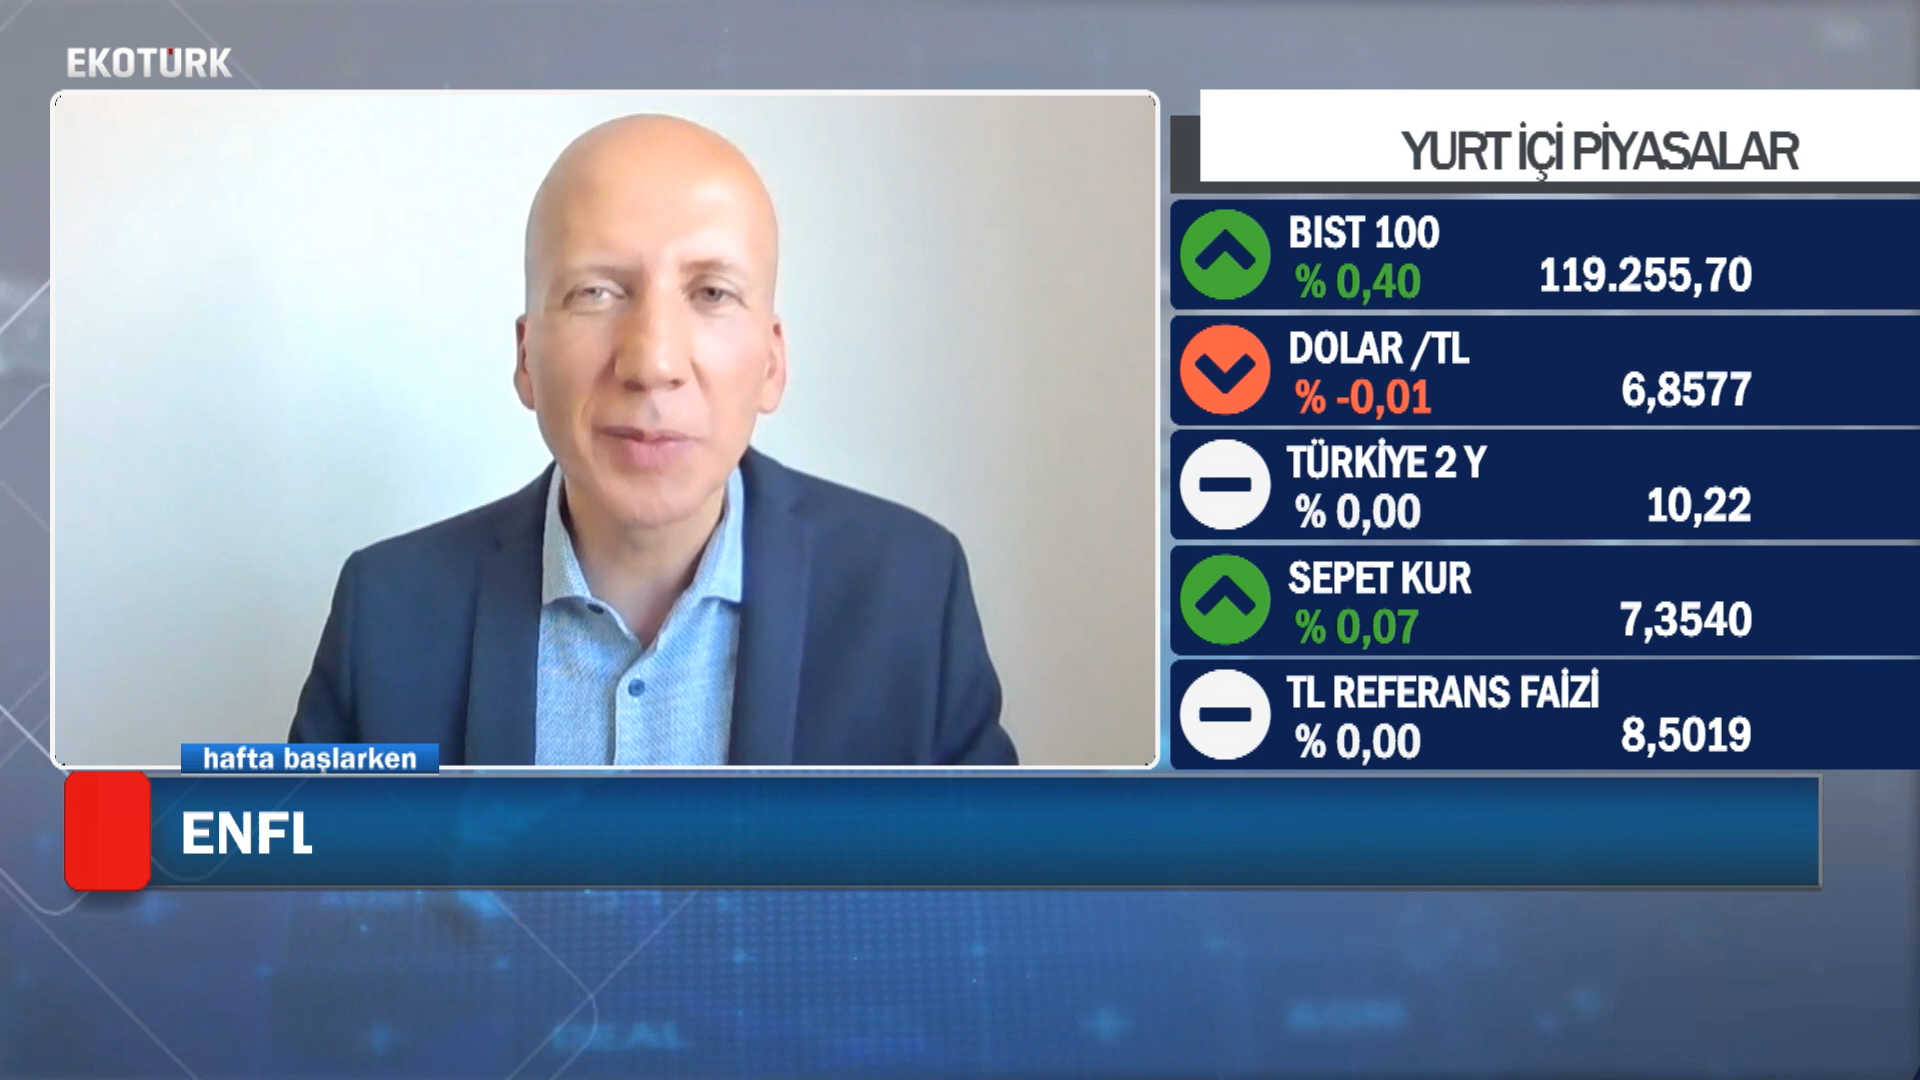 EKOTÜRK
YURT İÇİ PİYASALAR
BIST 100
% 0,40
119.255,70
DOLAR /TL
% -0,01
6,8577
TÜRKİYE 2 Y
% 0,00
10,22
SEPET KUR
% 0,07
7,3540
TL REFERANS FAİZİ
% 0,00
8,5019
hafta başlarken
ENFL